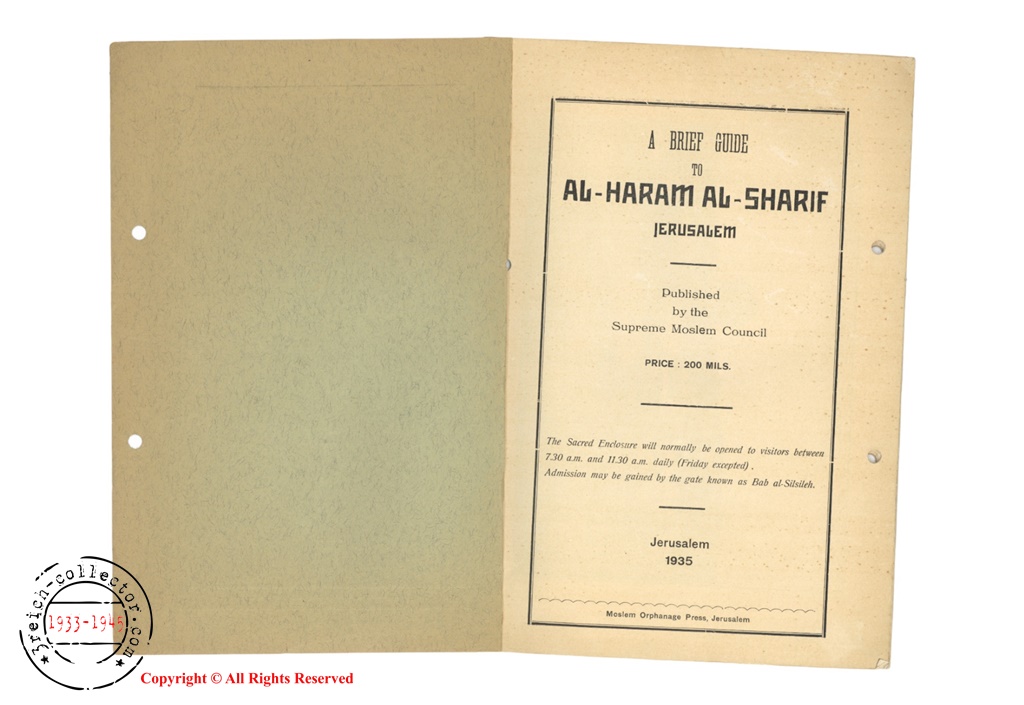 A BRIEF GUIDE
TO
AL-HARAM AL-SHARIF
JERUSALEM
Published
by the
Supreme Moslem Council
PRICE : 200 MILS.
The Sacred Enclosure will normally be opened to visitors between
7.30 a.m. and 11.30 a.m. daily (Friday excepted) .
Admission may be gained by the gate known as Bab al-Silsileh.
Jerusalem
1935
Moslem Orphanage Press, Jerusalem
3reich-collector.com
1933-1945
Copyright © All Rights Reserved